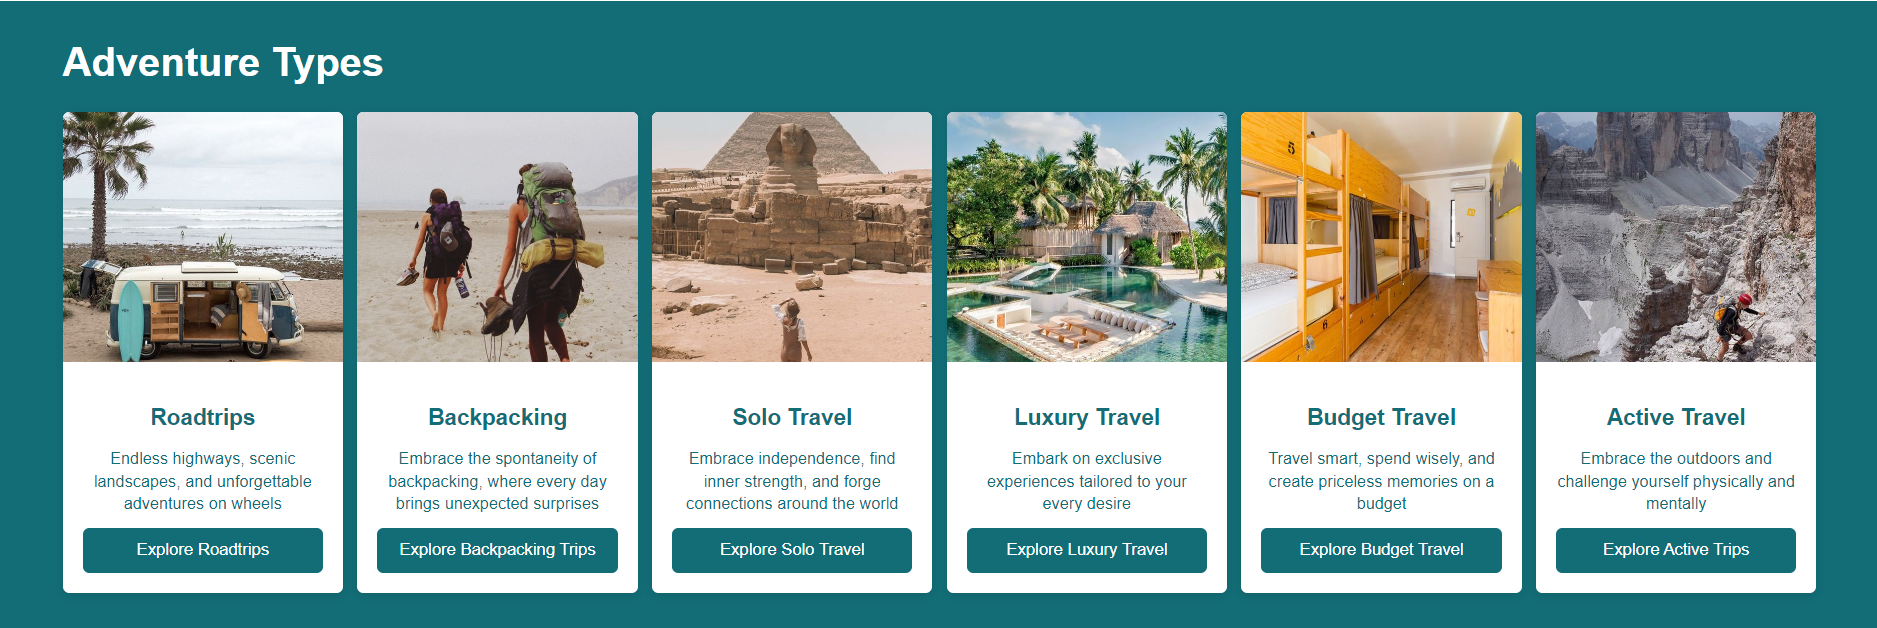 Adventure Types
5
6
Roadtrips
Endless highways, scenic
landscapes, and unforgettable
adventures on wheels
Explore Roadtrips
Backpacking
Embrace the spontaneity of
backpacking, where every day
brings unexpected surprises
Explore Backpacking Trips
Solo Travel
Embrace independence, find
inner strength, and forge
connections around the world
Explore Solo Travel
Luxury Travel
Embark on exclusive
experiences tailored to your
every desire
Explore Luxury Travel
Budget Travel
Travel smart, spend wisely, and
create priceless memories on a
budget
Explore Budget Travel
Active Travel
Embrace the outdoors and
challenge yourself physically and
mentally
Explore Active Trips